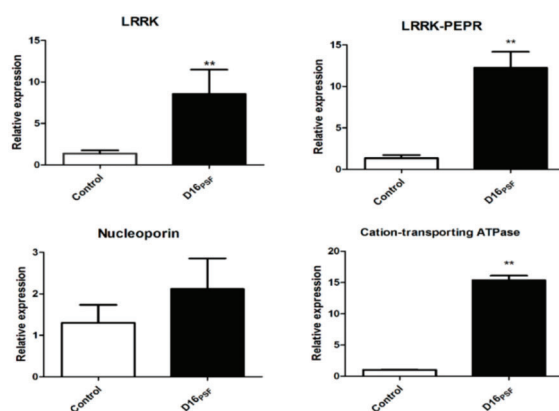 LRRK
Relative expression
15
10
5
0
**
Control
D16PSF
LRRK-PEPR
Relative expression
15
10
5
0
**
Control
D16PSF
Nucleoporin
Relative expression
3
2
1
0
Control
D16PSF
Cation-transporting ATPase
Relative expression
20
15
10
5
0
**
Control
D16PSF